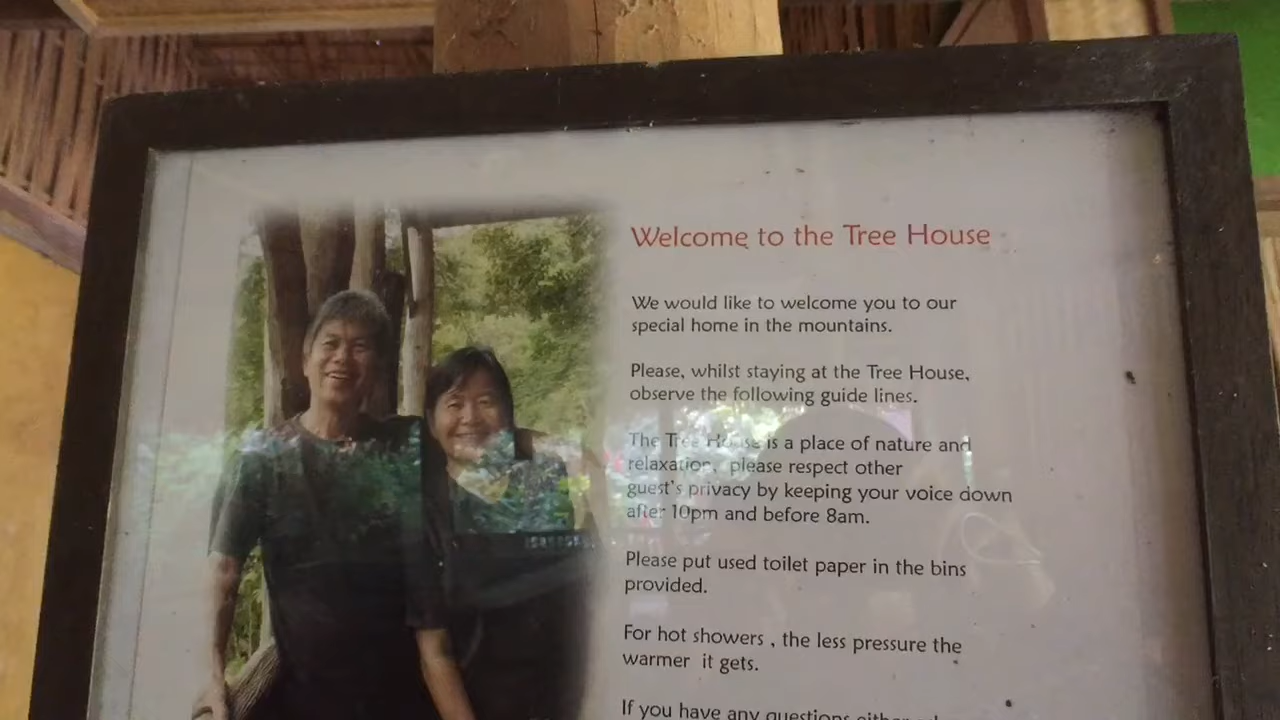 Welcome to the Tree House
We would like to welcome you to our
special home in the mountains.
Please, whilst staying at the Tree House,
observe the following guide lines.
The Tree House is a place of nature and
relaxation, please respect other
guest's privacy by keeping your voice down
after 10pm and before 8am.
Please put used toilet paper in the bins
provided.
For hot showers , the less pressure the
warmer it gets.
If you have any questions either